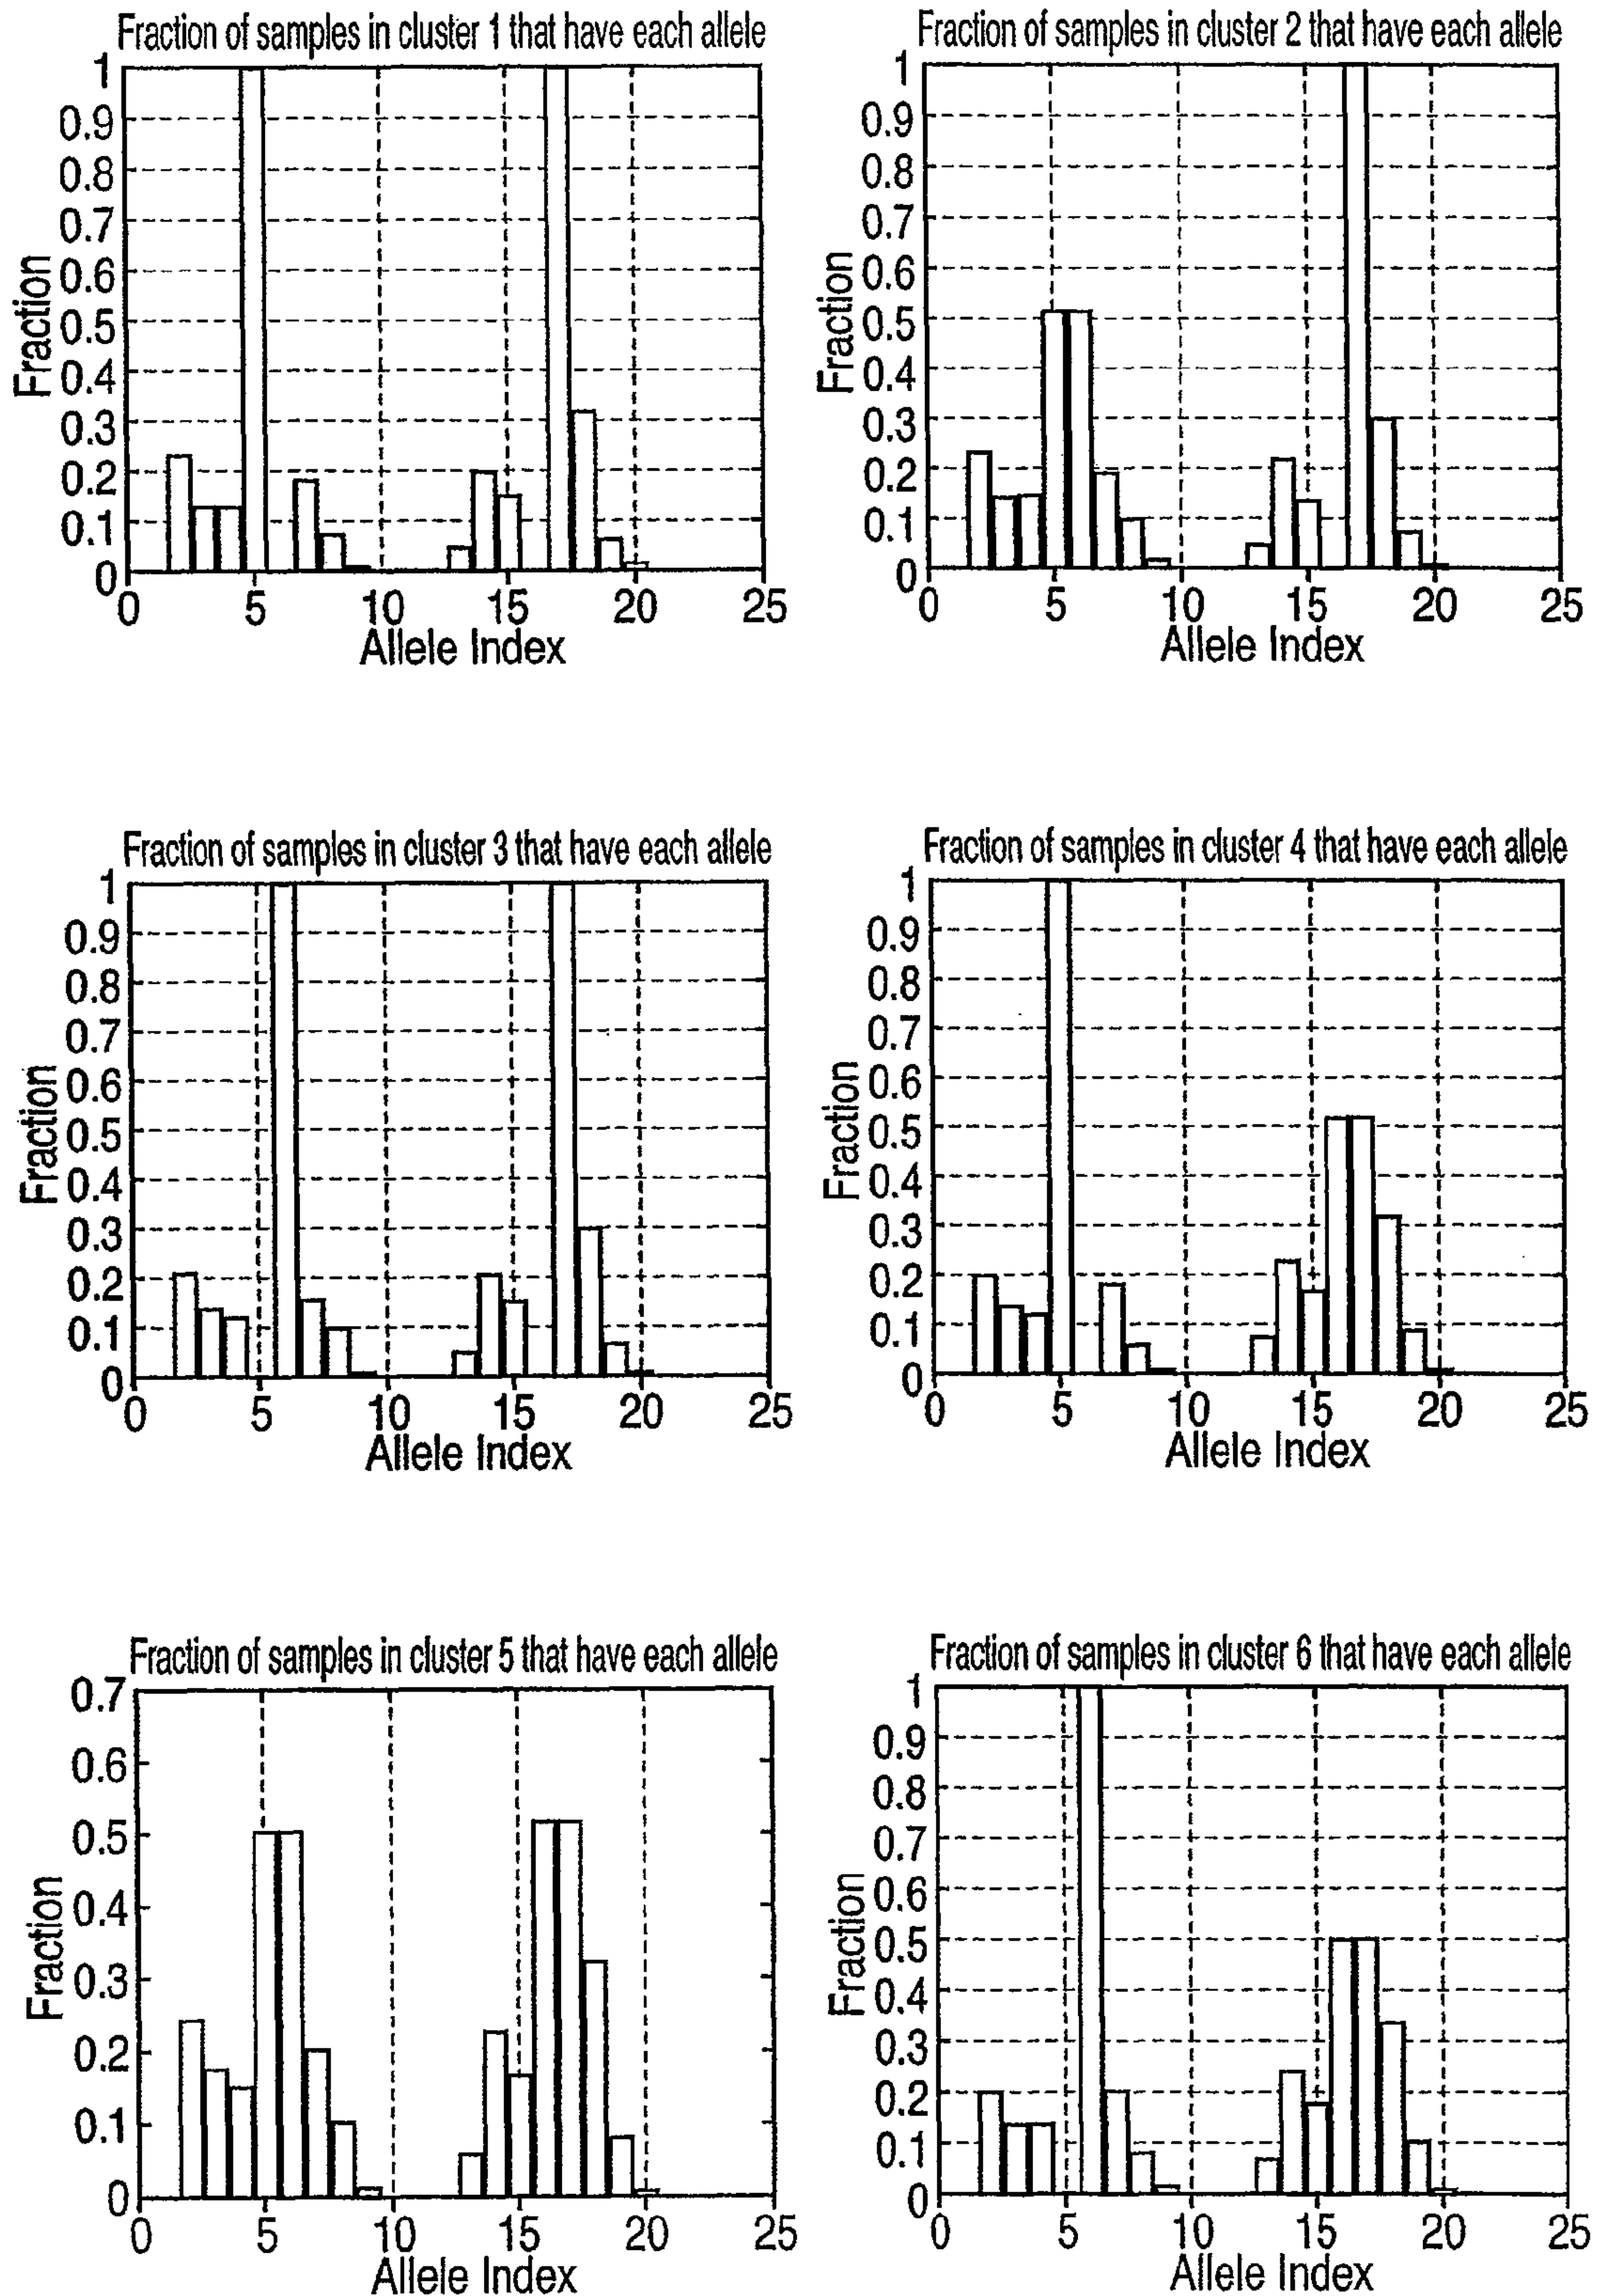 Fraction of samples in cluster 1 that have each allele
1
0.9
0.8
0.7
0.6
0.5
0.4
0.3
0.2
0.1
0
Fraction
0 5 10 15 20 25
Allele Index
Fraction of samples in cluster 2 that have each allele
1
0.9
0.8
0.7
0.6
0.5
0.4
0.3
0.2
0.1
0
Fraction
0 5 10 15 20 25
Allele Index
Fraction of samples in cluster 3 that have each allele
1
0.9
0.8
0.7
0.6
0.5
0.4
0.3
0.2
0.1
0
Fraction
0 5 10 15 20 25
Allele Index
Fraction of samples in cluster 4 that have each allele
1
0.9
0.8
0.7
0.6
0.5
0.4
0.3
0.2
0.1
0
Fraction
0 5 10 15 20 25
Allele Index
Fraction of samples in cluster 5 that have each allele
0.7
0.6
0.5
0.4
0.3
0.2
0.1
0
Fraction
0 5 10 15 20 25
Allele Index
Fraction of samples in cluster 6 that have each allele
1
0.9
0.8
0.7
0.6
0.5
0.4
0.3
0.2
0.1
0
Fraction
0 5 10 15 20 25
Allele Index